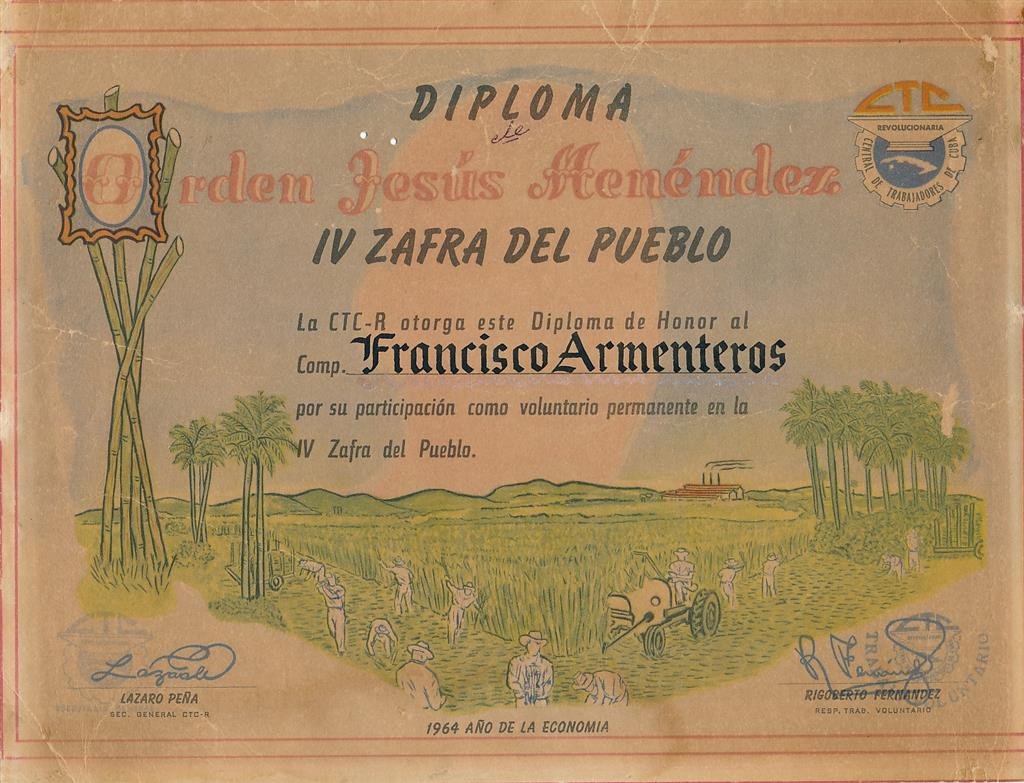 DIPLOMA
de
Orden Jesús Menéndez
IV ZAFRA DEL PUEBLO
CTC
REVOLUCIONARIA
CENTRAL DE TRABAJADORES DE CUBA
La CTC-R otorga este Diploma de Honor al
Comp. Francisco Armenteros
por su participación como voluntario permanente en la
IV Zafra del Pueblo.
LAZARO PEÑA
SEC. GENERAL CTC-R
RIGOBERTO FERNANDEZ
RESP. TRAB. VOLUNTARIO
1964 AÑO DE LA ECONOMIA